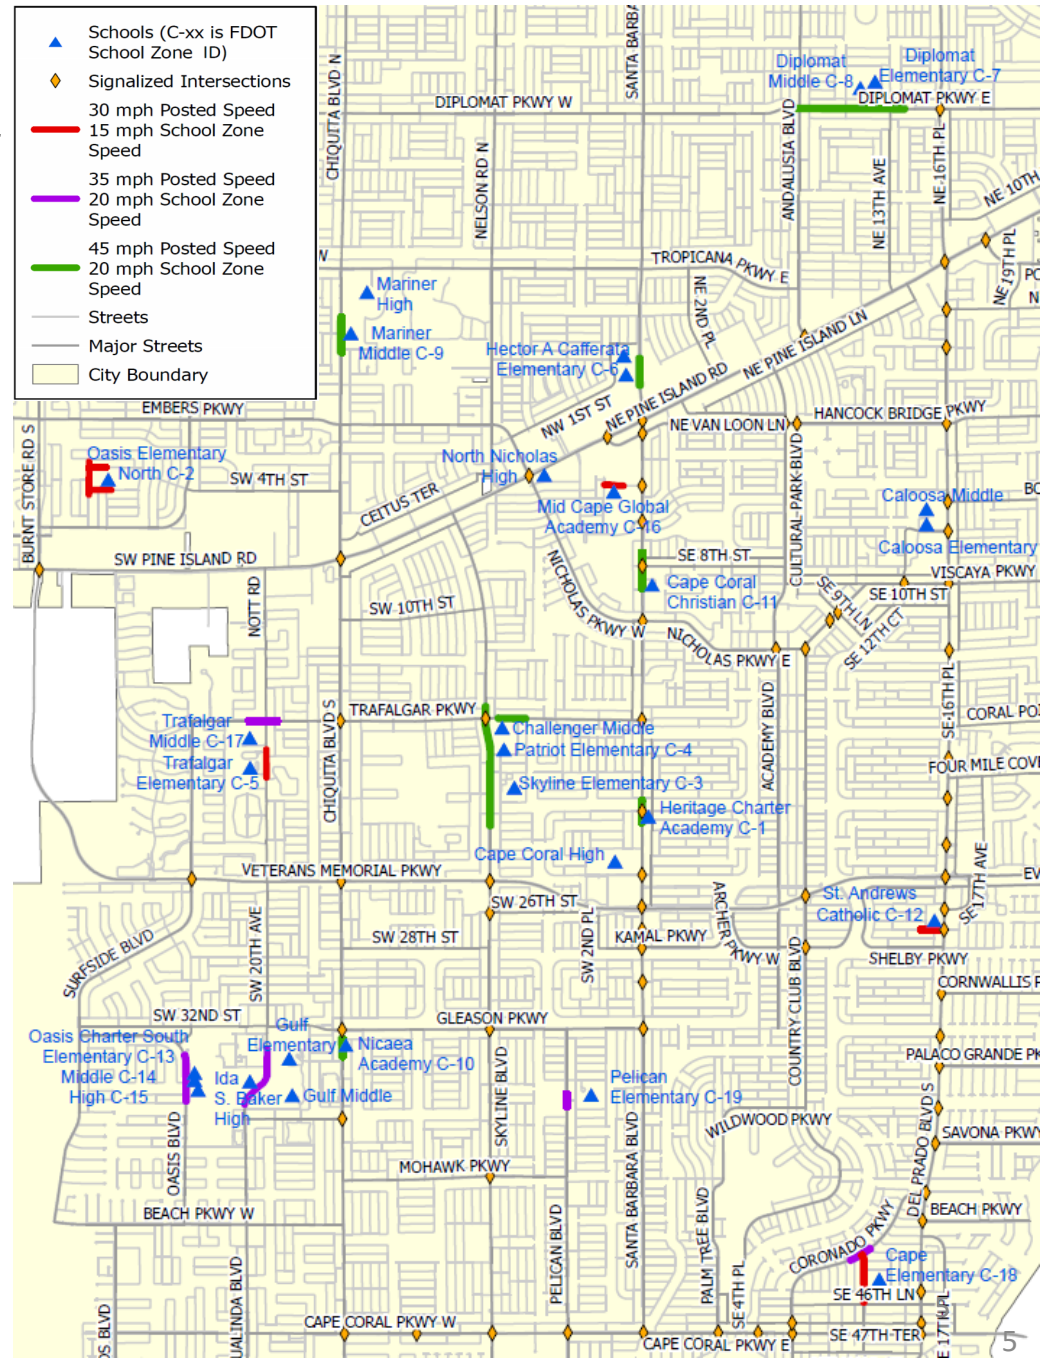 Schools (C-xx is FDOT
School Zone ID)
Signalized Intersections
30 mph Posted Speed
15 mph School Zone
Speed
35 mph Posted Speed
20 mph School Zone
Speed
45 mph Posted Speed
20 mph School Zone
Speed
Streets
Major Streets
City Boundary
CHIQUITA BLVD N
SANTA BARBA
NELSON RD N
DIPLOMAT PKWY W
Diplomat
Middle C-8
Diplomat
Elementary C-7
DIPLOMAT PKWY E
ANDALUSIA BLVD
NE 13TH AVE
NE 16TH PL
NE 10TH
NE 19TH PL
PO
N
W
TROPICANA PKWY E
NE 2ND PL
Mariner
High
Mariner
Middle C-9
Hector A Cafferata
Elementary C-6
NE PINE ISLAND LN
NE PINE ISLAND RD
NW 1ST ST
EMBERS PKWY
NE VAN LOON LN
HANCOCK BRIDGE PKWY
BURNT STORE RD S
Oasis Elementary
North C-2
SW 4TH ST
CEITUS TER
North Nicholas
High
Mid Cape Global
Academy C-16
CULTURAL PARK BLVD
Caloosa Middle
BO
Caloosa Elementary
SW PINE ISLAND RD
SE 8TH ST
VISCAYA PKWY
NOTT RD
SW 10TH ST
NICHOLAS PKWY W
Cape Coral
Christian C-11
SE 9TH LN
SE 10TH ST
SE 12TH CT
NICHOLAS PKWY E
ACADEMY BLVD
SE 16TH PL
Trafalgar
Middle C-17
Trafalgar
Elementary C-5
CHIQUITA BLVD S
TRAFALGAR PKWY
Challenger Middle
Patriot Elementary C-4
Skyline Elementary C-3
CORAL POI
FOUR MILE COVE
Heritage Charter
Academy C-1
Cape Coral High
VETERANS MEMORIAL PKWY
SW 26TH ST
EV
SE 17TH AVE
St. Andrews
Catholic C-12
ARCHER PKWY W
SW 20TH AVE
SW 28TH ST
SW 2ND PL
KAMAL PKWY
SURFSIDE BLVD
SHELBY PKWY
COUNTRY CLUB BLVD
CORNWALLIS P
SW 32ND ST
GLEASON PKWY
Oasis Charter South
Elementary C-13
Middle C-14
High C-15
Gulf
Elementary
Nicaea
Academy C-10
PALACO GRANDE PK
Ida
S. Baker
High
Gulf Middle
SKYLINE BLVD
Pelican
Elementary C-19
WILDWOOD PKWY
DEL PRADO BLVD S
SAVONA PKWY
OASIS BLVD
MOHAWK PKWY
SANTA BARBARA BLVD
PALM TREE BLVD
BEACH PKWY W
BEACH PKWY
PELICAN BLVD
CORONADO PKWY
Cape
Elementary C-18
SE 4TH PL
SE 46TH LN
UALINDA BLVD
OS BLVD
CAPE CORAL PKWY W
CAPE CORAL PKWY E
SE 47TH TER
E 17TH PL
5